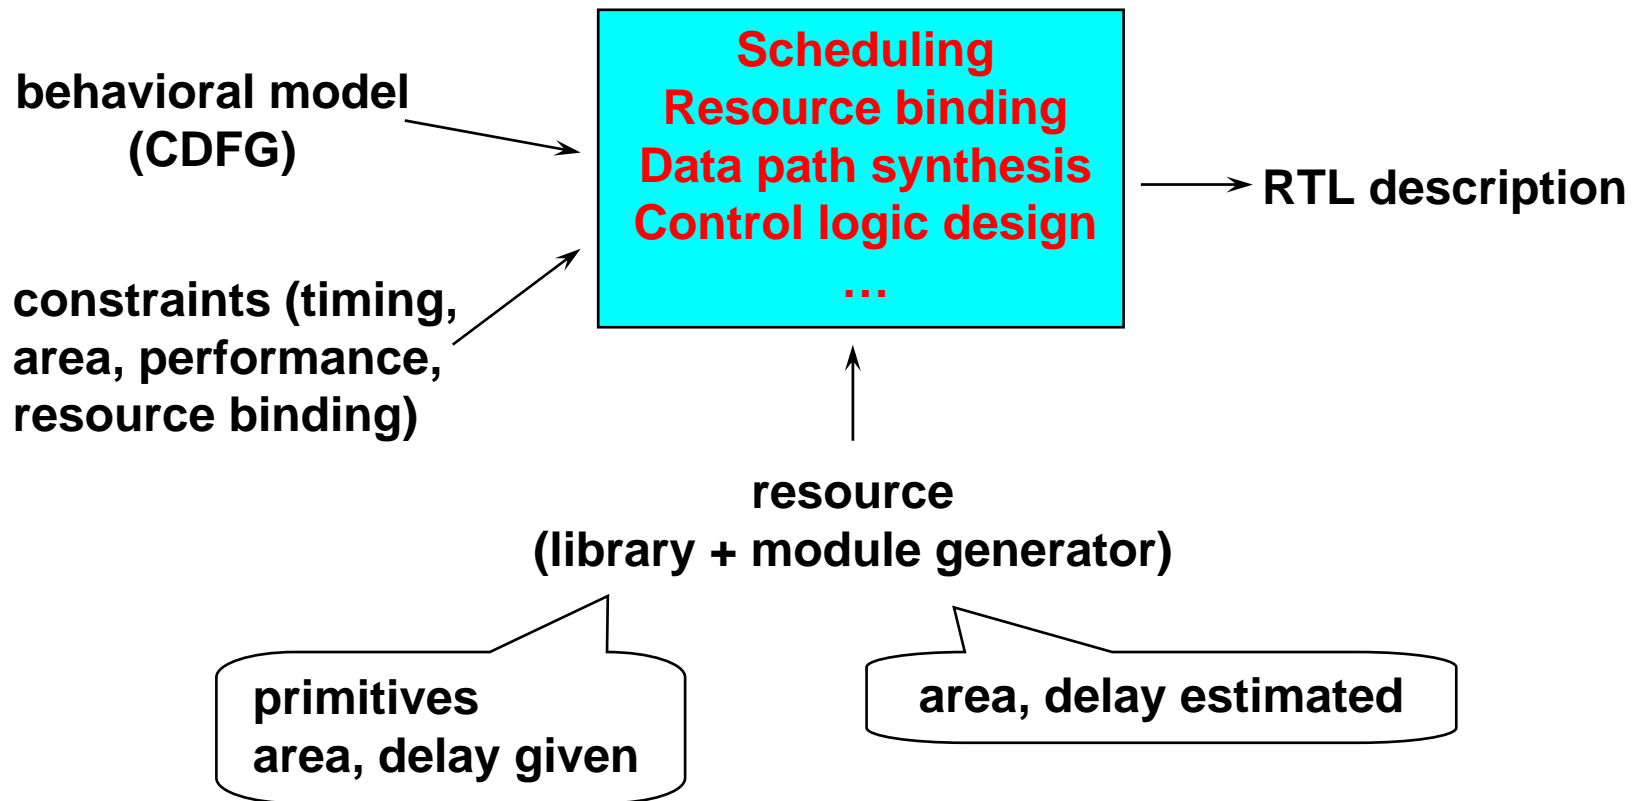 behavioral model
(CDFG)
constraints (timing,
area, performance,
resource binding)
Scheduling
Resource binding
Data path synthesis
Control logic design
…
RTL description
resource
(library + module generator)
primitives
area, delay given
area, delay estimated